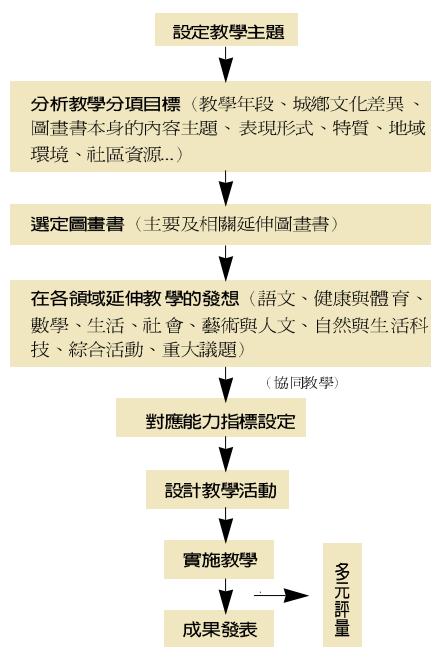 設定教學主題
分析教學分項目標（教學年段、城鄉文化差異、
圖畫書本身的內容主題、表現形式、特質、地域
環境、社區資源...）
選定圖畫書（主要及相關延伸圖畫書）
在各領域延伸教學的發想（語文、健康與體育、
數學、生活、社會、藝術與人文、自然與生活科
技、綜合活動、重大議題）
（協同教學）
對應能力指標設定
設計教學活動
實施教學
多元評量
成果發表